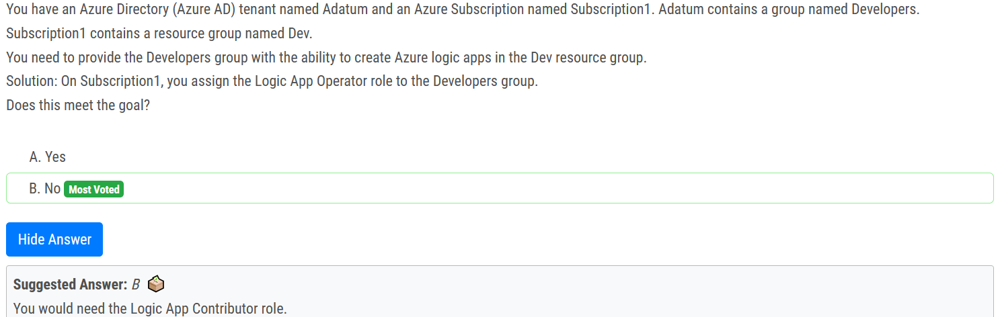 You have an Azure Directory (Azure AD) tenant named Adatum and an Azure Subscription named Subscription1. Adatum contains a group named Developers.
Subscription1 contains a resource group named Dev.
You need to provide the Developers group with the ability to create Azure logic apps in the Dev resource group.
Solution: On Subscription1, you assign the Logic App Operator role to the Developers group.
Does this meet the goal?
A. Yes
B. No Most Voted
Hide Answer
Suggested Answer: B
You would need the Logic App Contributor role.